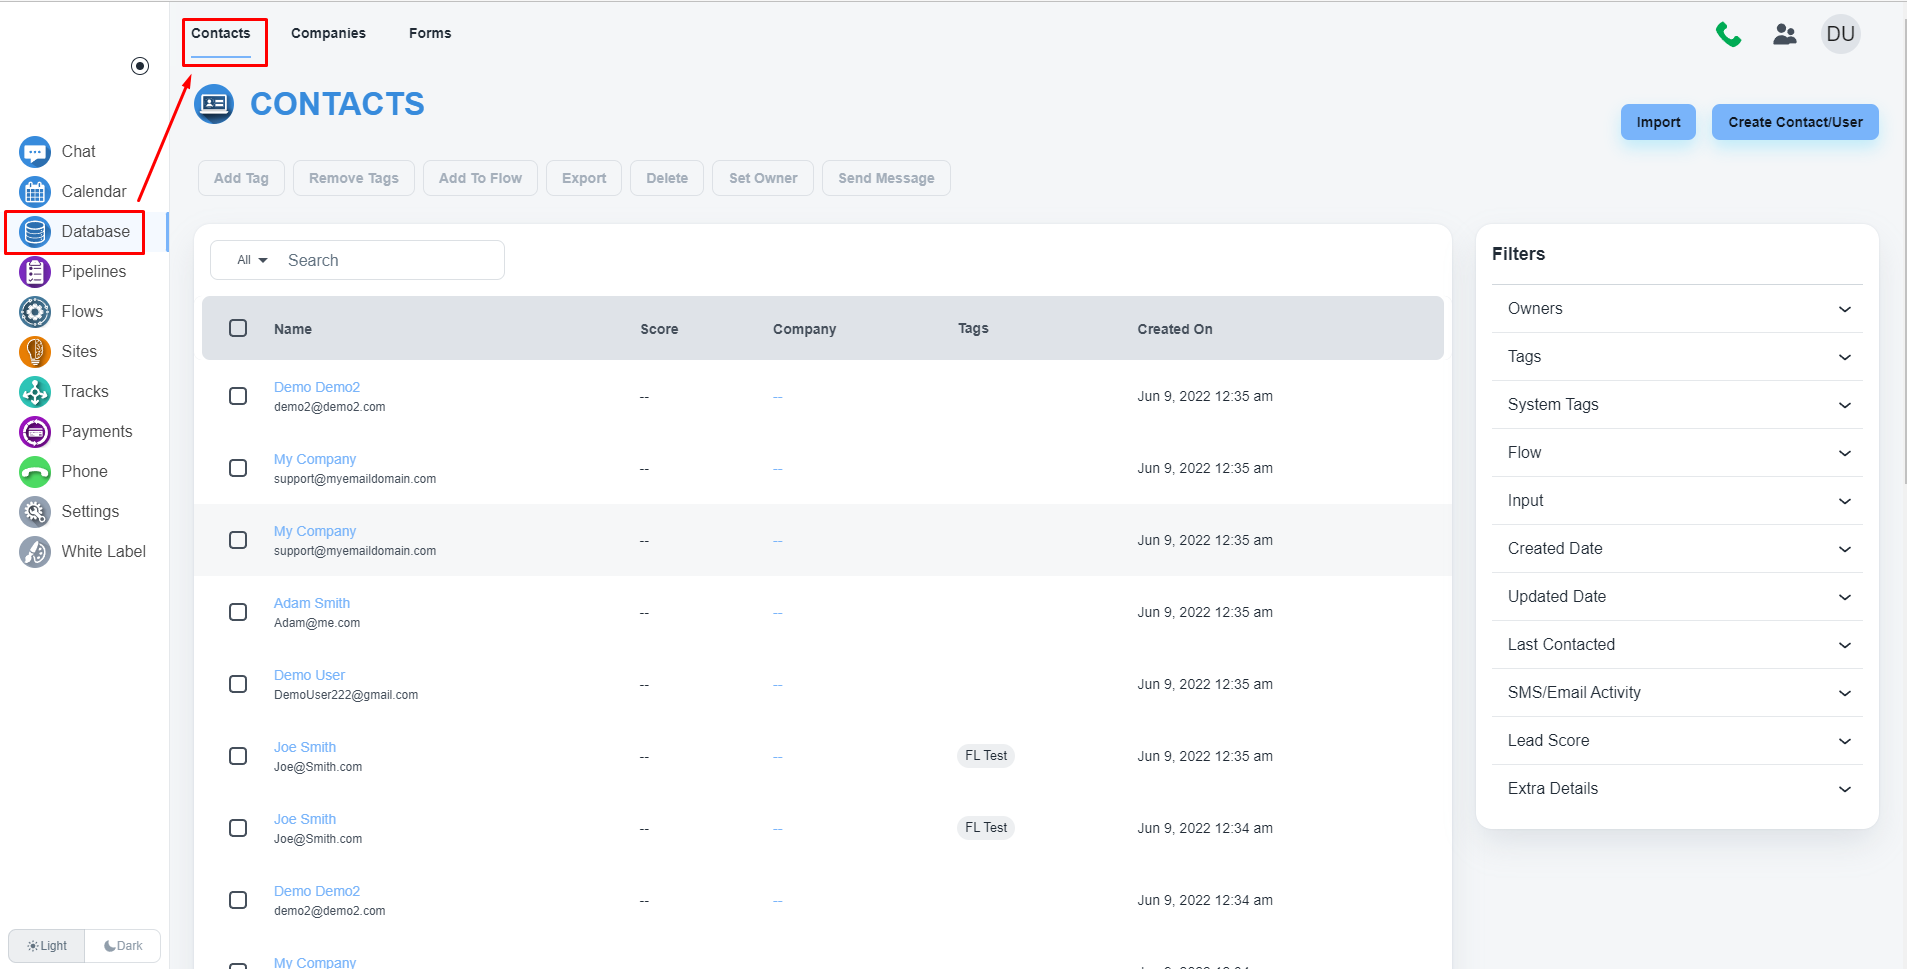 Contacts Companies Forms
DU
CONTACTS
Import Create Contact/User
Chat
Calendar
Database
Pipelines
Flows
Sites
Tracks
Payments
Phone
Settings
White Label
Light Dark
Add Tag Remove Tags Add To Flow Export Delete Set Owner Send Message
All Search
Name Score Company Tags Created On
Demo Demo2
demo2@demo2.com
-- -- Jun 9, 2022 12:35 am
My Company
support@myemaildomain.com
-- -- Jun 9, 2022 12:35 am
My Company
support@myemaildomain.com
-- -- Jun 9, 2022 12:35 am
Adam Smith
Adam@me.com
-- -- Jun 9, 2022 12:35 am
Demo User
DemoUser222@gmail.com
-- -- Jun 9, 2022 12:35 am
Joe Smith
Joe@Smith.com
-- -- FL Test Jun 9, 2022 12:35 am
Joe Smith
Joe@Smith.com
-- -- FL Test Jun 9, 2022 12:34 am
Demo Demo2
demo2@demo2.com
-- -- Jun 9, 2022 12:34 am
My Company
Filters
Owners
Tags
System Tags
Flow
Input
Created Date
Updated Date
Last Contacted
SMS/Email Activity
Lead Score
Extra Details